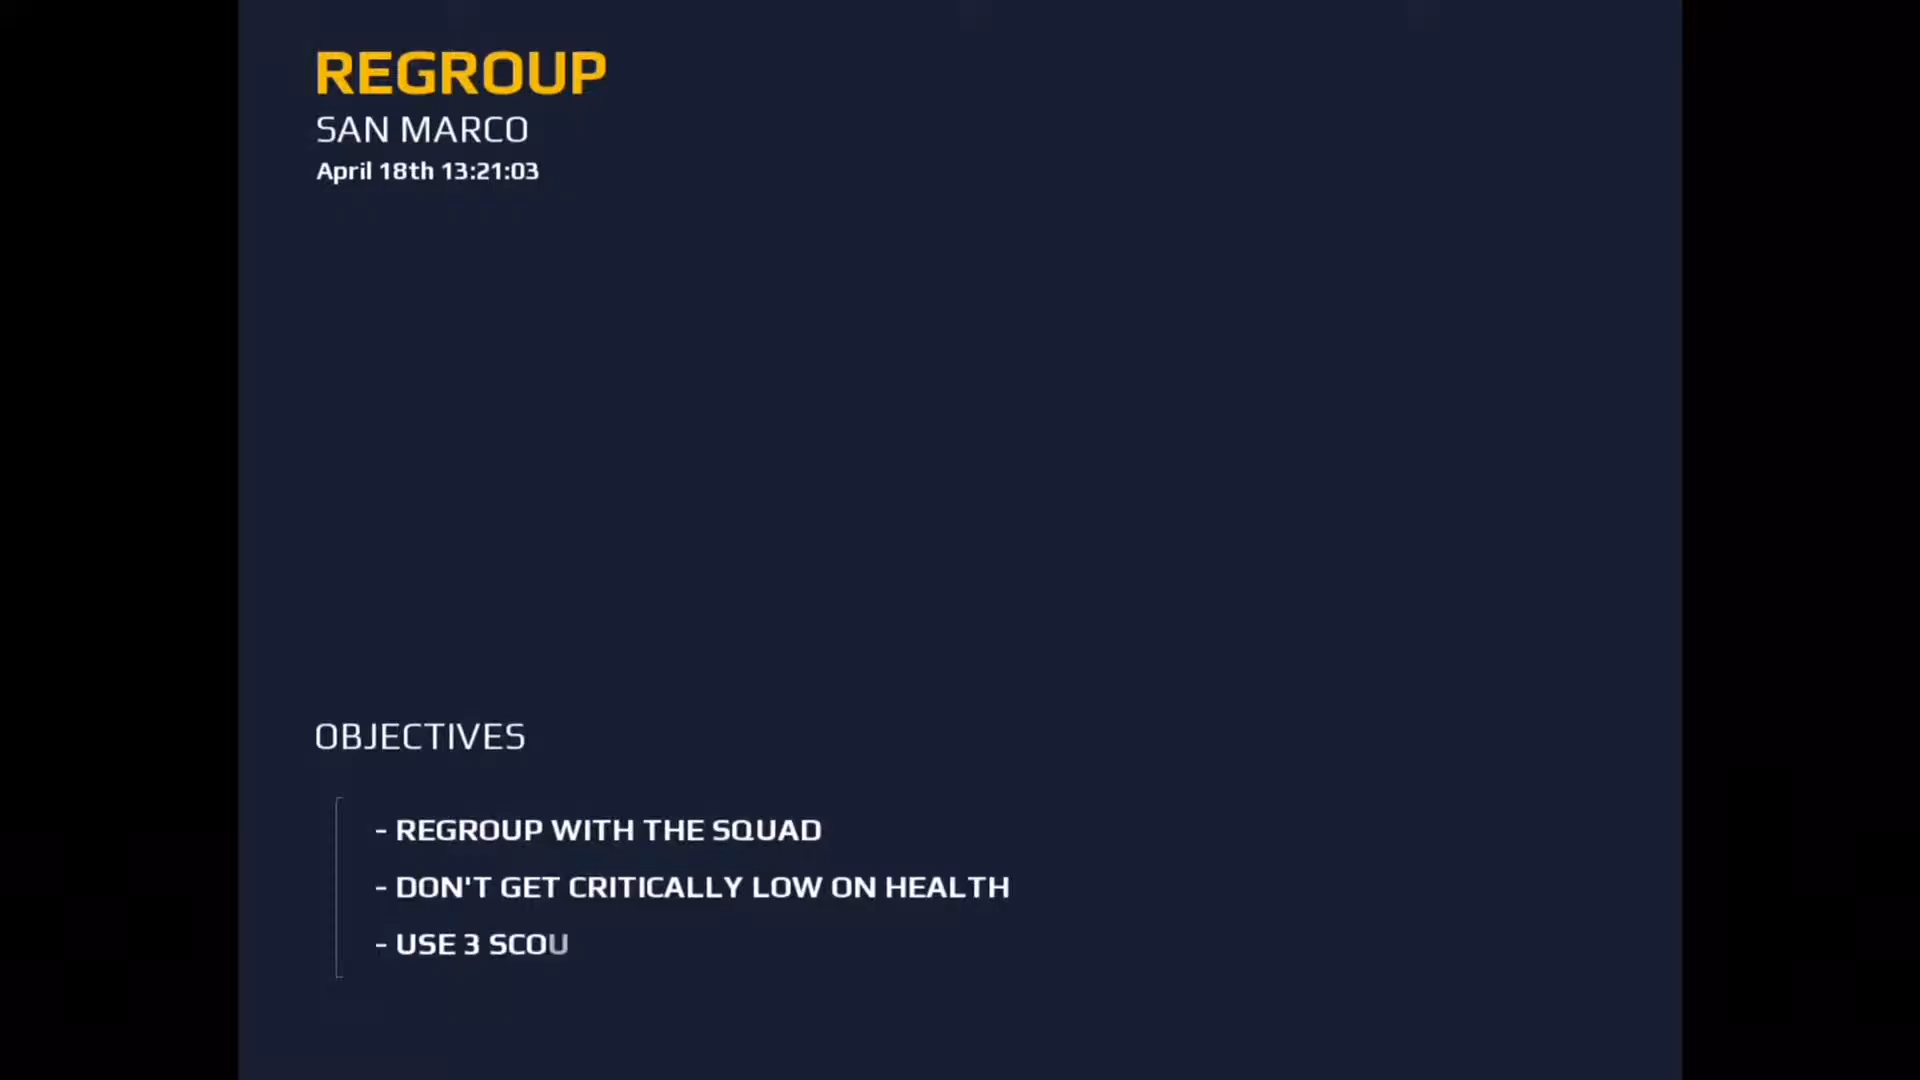 REGROUP
SAN MARCO
April 18th 13:21:03
OBJECTIVES
- REGROUP WITH THE SQUAD
- DON'T GET CRITICALLY LOW ON HEALTH
- USE 3 SCOU